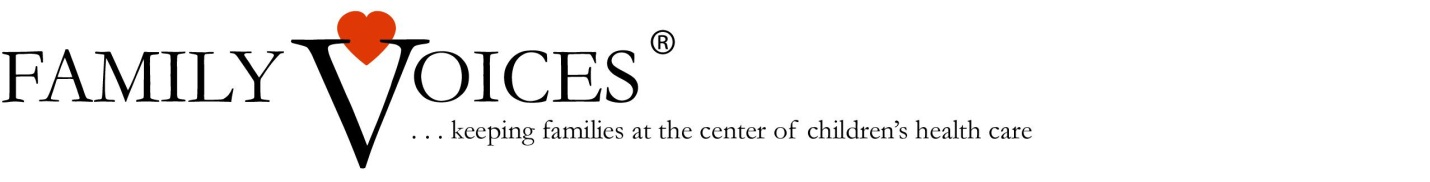 FAMILY VOICES ®
. . . keeping families at the center of children’s health care